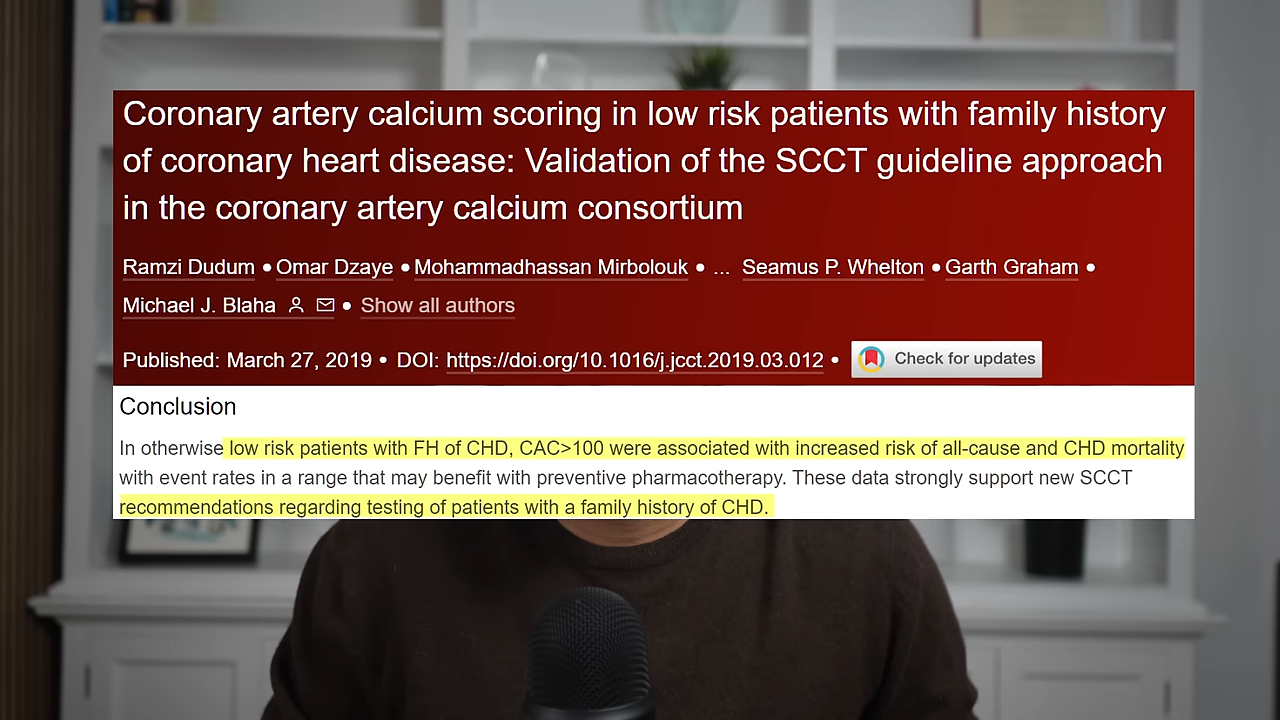 Coronary artery calcium scoring in low risk patients with family history
of coronary heart disease: Validation of the SCCT guideline approach
in the coronary artery calcium consortium
Ramzi Dudum • Omar Dzaye • Mohammadhassan Mirbolouk • ... Seamus P. Whelton • Garth Graham •
Michael J. Blaha • Show all authors
Published: March 27, 2019 • DOI: https://doi.org/10.1016/j.jcct.2019.03.012 • Check for updates
Conclusion
In otherwise low risk patients with FH of CHD, CAC>100 were associated with increased risk of all-cause and CHD mortality
with event rates in a range that may benefit with preventive pharmacotherapy. These data strongly support new SCCT
recommendations regarding testing of patients with a family history of CHD.